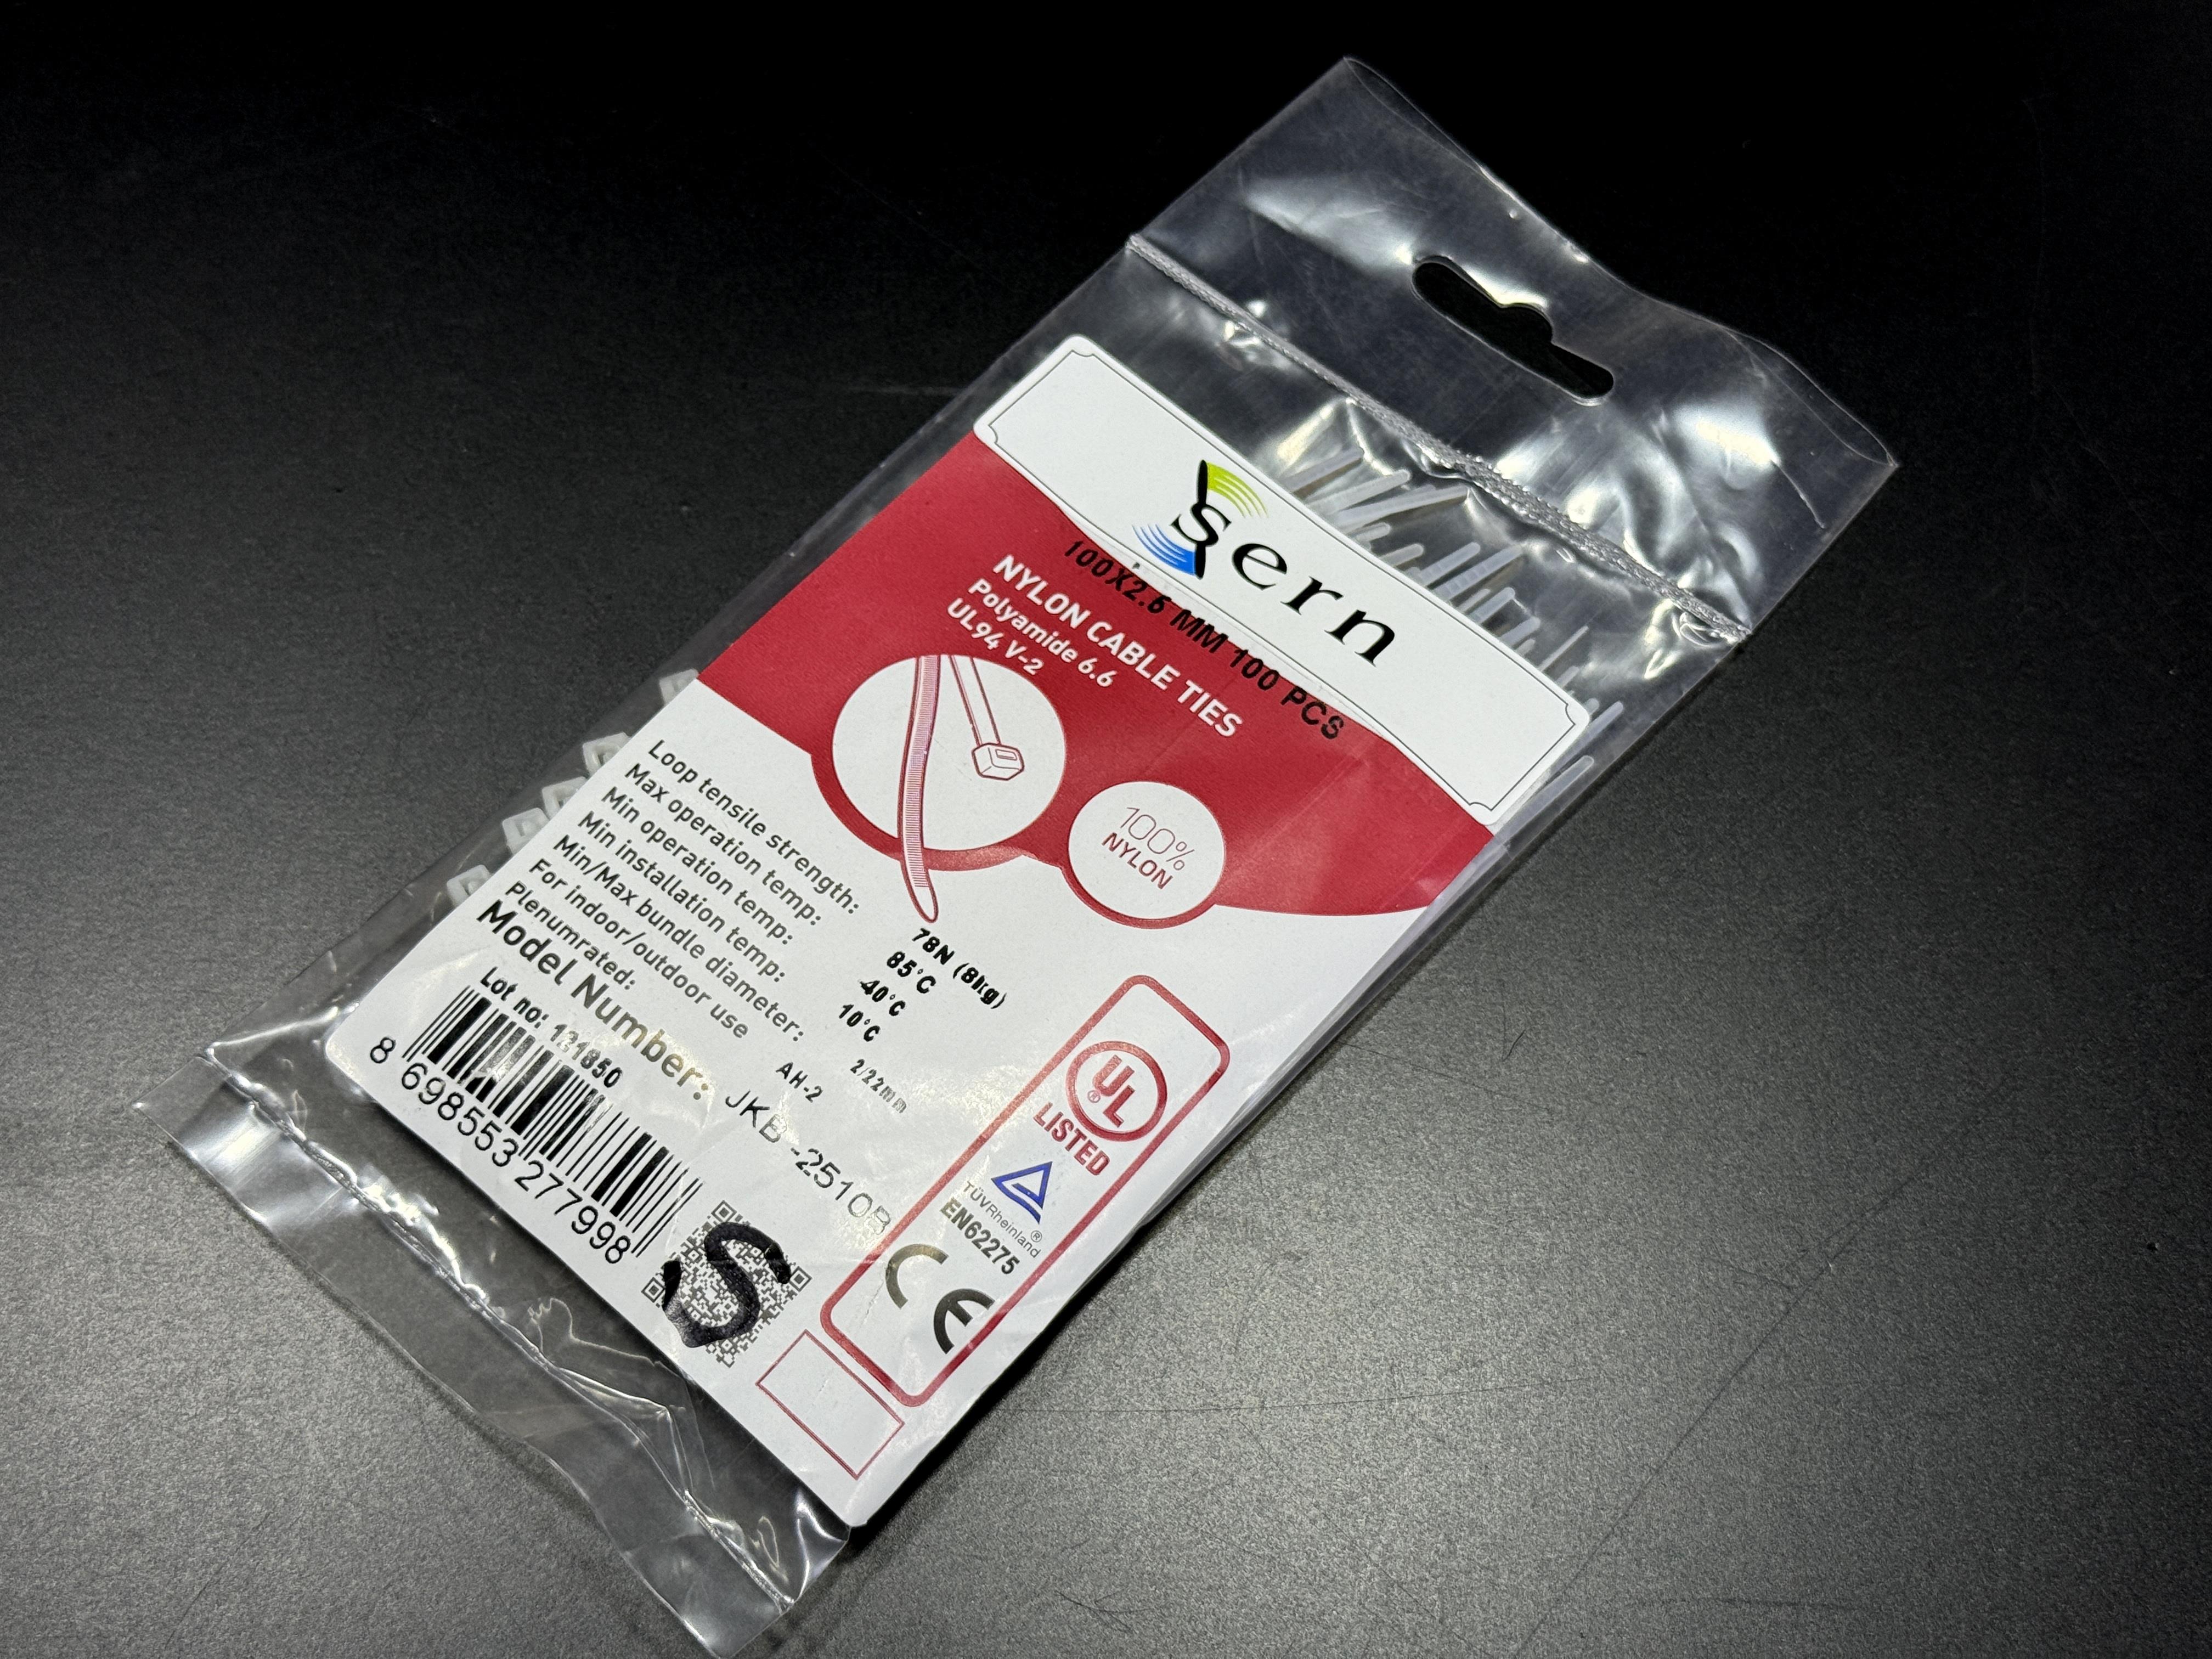 sern
100X2.5 MM 100 PCS
NYLON CABLE TIES
Polyamide 6.6
UL94 V-2
100%
NYLON
Loop tensile strength: 78N (8kg)
Max operation temp: 85°C
Min operation temp: -40°C
Min installation temp: 10°C
Min/Max bundle diameter: 2/22mm
For indoor/outdoor use
Plenumrated: AH-2
Model Number: JKB-2510B
Lot no: 121850
8 698553 277998
S
UL
®
LISTED
TÜVRheinland®
EN62275
CE